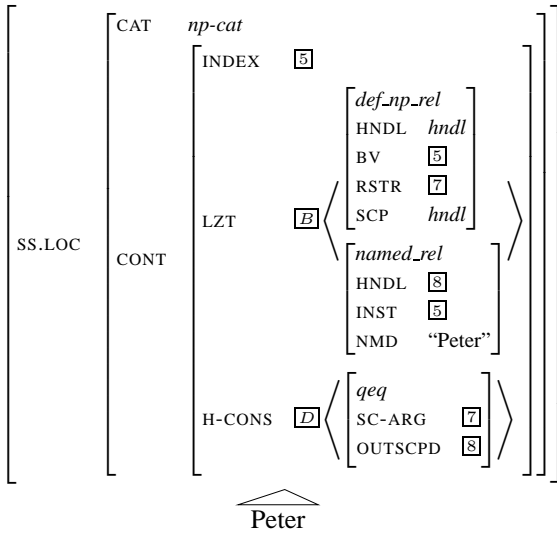 CAT np-cat
INDEX 5
def_np_rel
HNDL hndl
BV 5
RSTR 7
SCP hndl
LZT B
SS.LOC CONT
named_rel
HNDL 8
INST 5
NMD “Peter”
qeq
H-CONS D SC-ARG 7
OUTSCPD 8
Peter